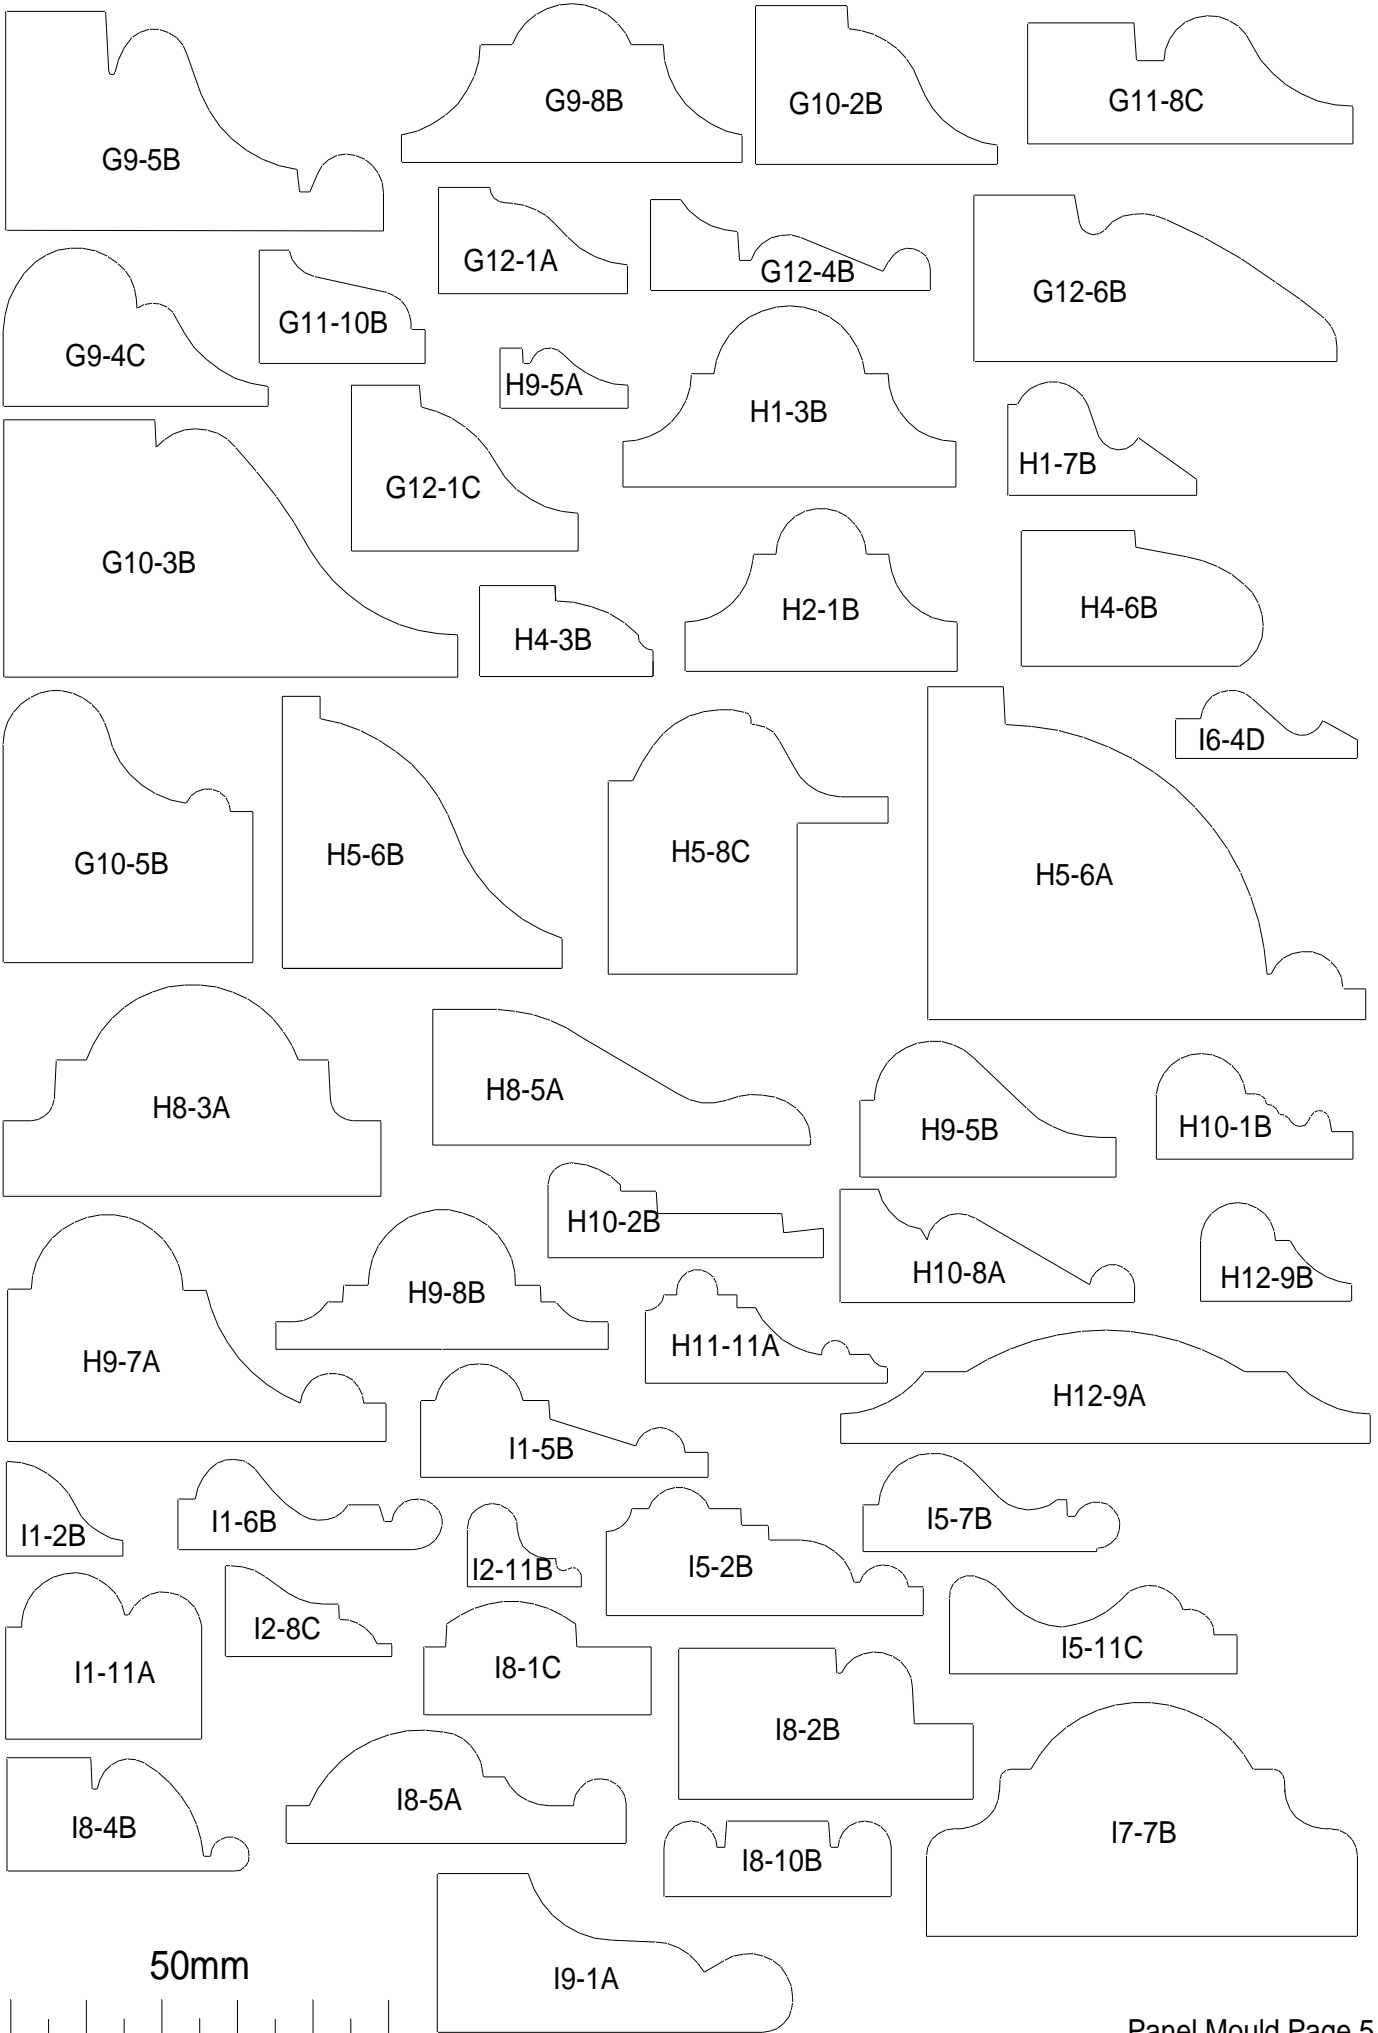 G9-5B
G9-8B
G10-2B
G11-8C
G12-1A
G12-4B
G12-6B
G9-4C
G11-10B
H9-5A
H1-3B
H1-7B
G12-1C
G10-3B
H4-3B
H2-1B
H4-6B
I6-4D
G10-5B
H5-6B
H5-8C
H5-6A
H8-3A
H8-5A
H9-5B
H10-1B
H10-2B
H10-8A
H12-9B
H9-7A
H9-8B
H11-11A
H12-9A
I1-5B
I1-2B
I1-6B
I2-11B
I5-2B
I5-7B
I1-11A
I2-8C
I8-1C
I5-11C
I8-2B
I8-4B
I8-5A
I8-10B
I7-7B
50mm
I9-1A
Panel Mould Page 5